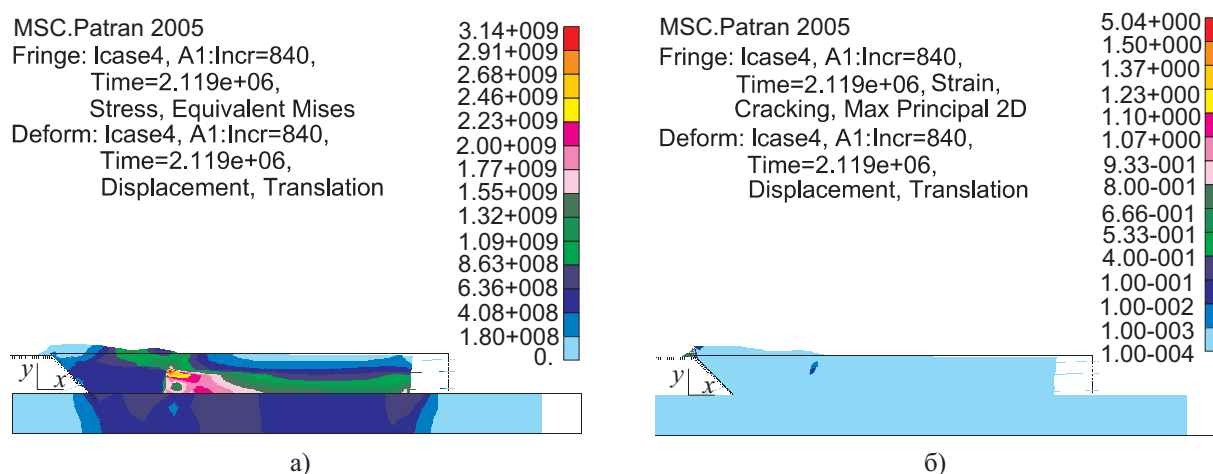 MSC.Patran 2005
Fringe: Icase4, A1:Incr=840,
Time=2.119e+06,
Stress, Equivalent Mises
Deform: Icase4, A1:Incr=840,
Time=2.119e+06,
Displacement, Translation
3.14+009
2.91+009
2.68+009
2.46+009
2.23+009
2.00+009
1.77+009
1.55+009
1.32+009
1.09+009
8.63+008
6.36+008
4.08+008
1.80+008
0.
y
x
а)
MSC.Patran 2005
Fringe: Icase4, A1:Incr=840,
Time=2.119e+06, Strain,
Cracking, Max Principal 2D
Deform: Icase4, A1:Incr=840,
Time=2.119e+06,
Displacement, Translation
5.04+000
1.50+000
1.37+000
1.23+000
1.10+000
1.07+000
9.33-001
8.00-001
6.66-001
5.33-001
4.00-001
1.00-001
1.00-002
1.00-003
1.00-004
y
x
б)